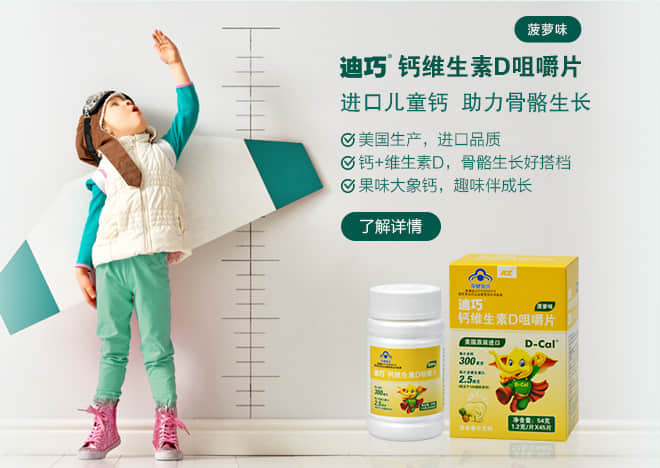 菠萝味
迪巧® 钙维生素D咀嚼片
进口儿童钙 助力骨骼生长
美国生产，进口品质
钙+维生素D，骨骼生长好搭档
果味大象钙，趣味伴成长
了解详情
AZ
菠萝味
迪巧
钙维生素D咀嚼片
美国原装进口
D-Cal
300
2.5
D-Cal
净含量：54克
1.2克/片X45片
迪巧 钙维生素D咀嚼片
300
2.5